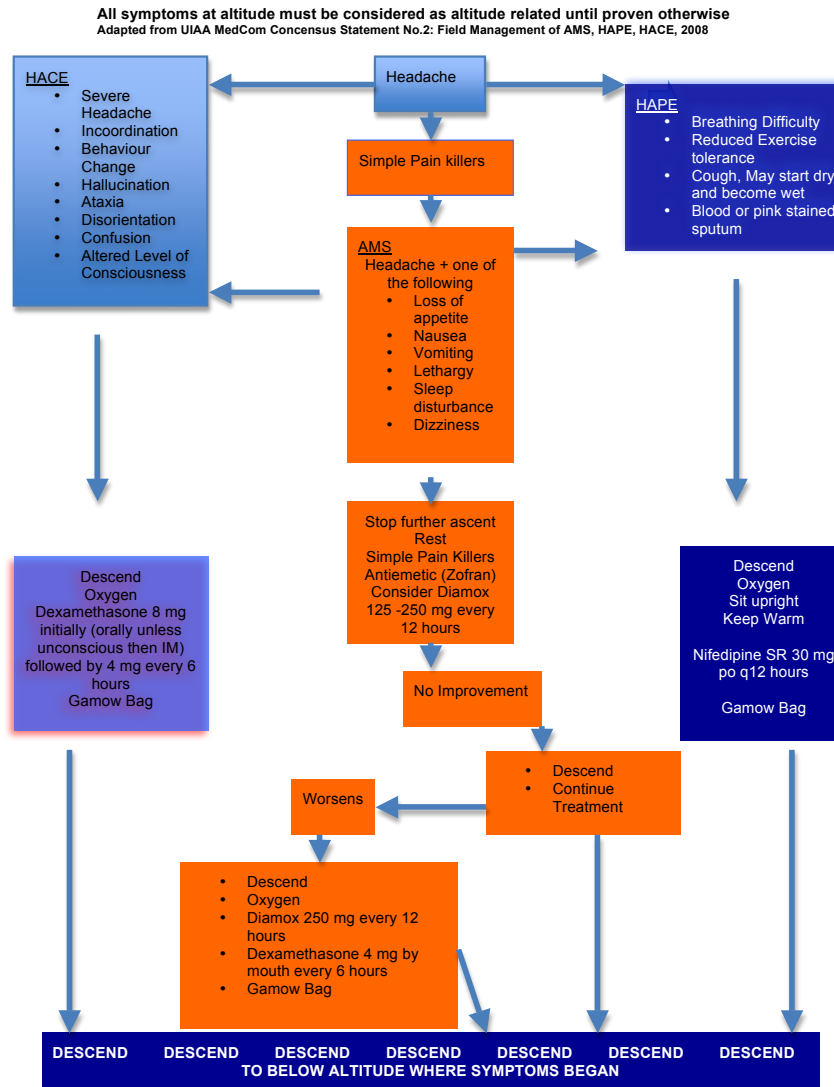 All symptoms at altitude must be considered as altitude related until proven otherwise
Adapted from UIAA MedCom Concensus Statement No.2: Field Management of AMS, HAPE, HACE, 2008
Headache
HACE
• Severe
Headache
• Incoordination
• Behaviour
Change
• Hallucination
• Ataxia
• Disorientation
• Confusion
• Altered Level of
Consciousness
HAPE
• Breathing Difficulty
• Reduced Exercise
tolerance
• Cough, May start dry
and become wet
• Blood or pink stained
sputum
Simple Pain killers
AMS
Headache + one of
the following
• Loss of
appetite
• Nausea
• Vomiting
• Lethargy
• Sleep
disturbance
• Dizziness
Stop further ascent
Rest
Simple Pain Killers
Antiemetic (Zofran)
Consider Diamox
125 -250 mg every
12 hours
Descend
Oxygen
Dexamethasone 8 mg
initially (orally unless
unconscious then IM)
followed by 4 mg every 6
hours
Gamow Bag
Descend
Oxygen
Sit upright
Keep Warm
Nifedipine SR 30 mg
po q12 hours
Gamow Bag
No Improvement
• Descend
• Continue
Treatment
Worsens
• Descend
• Oxygen
• Diamox 250 mg every 12
hours
• Dexamethasone 4 mg by
mouth every 6 hours
• Gamow Bag
DESCEND DESCEND DESCEND DESCEND DESCEND DESCEND DESCEND
TO BELOW ALTITUDE WHERE SYMPTOMS BEGAN